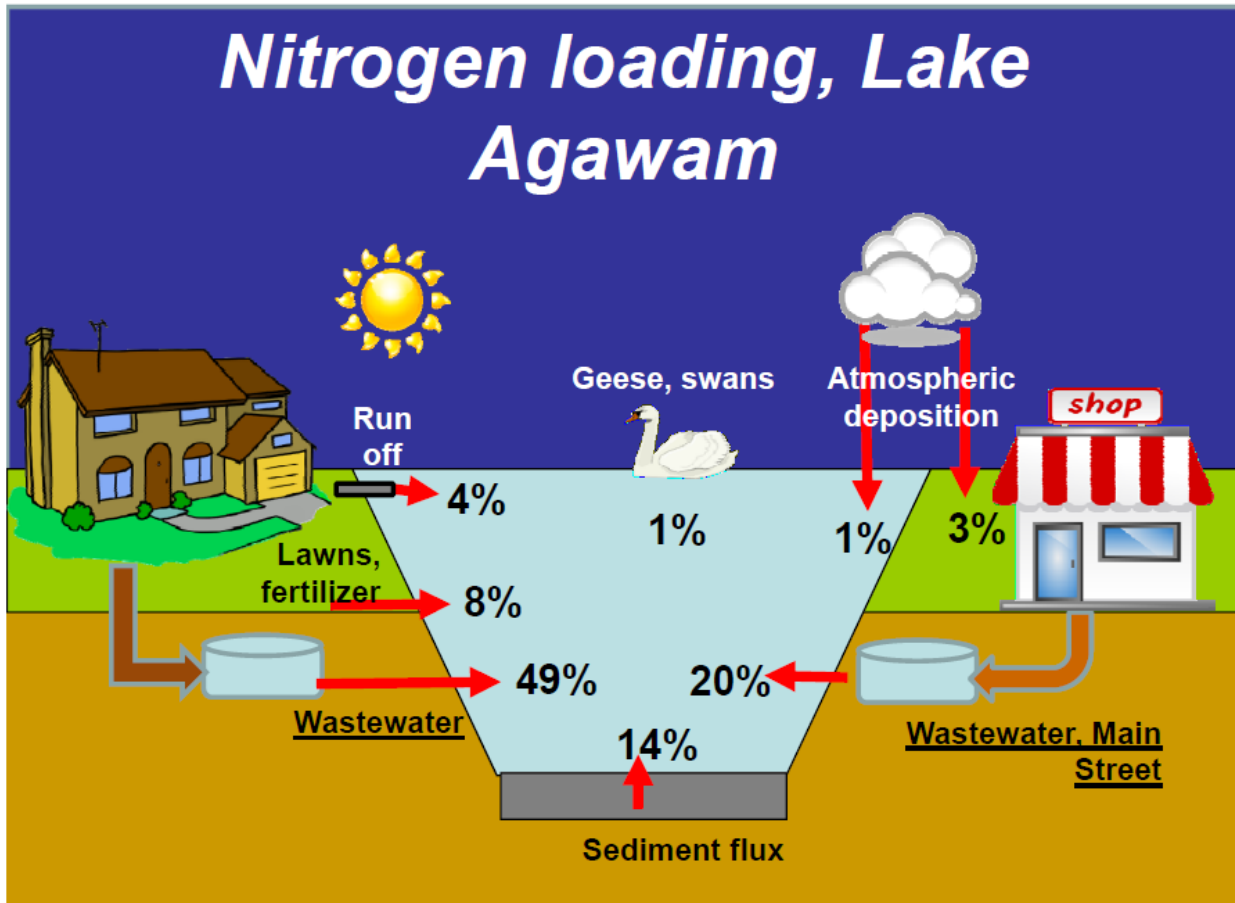 Nitrogen loading, Lake
Agawam
Geese, swans
Atmospheric
deposition
shop
Run
off
4%
1%
1%
3%
Lawns,
fertilizer
8%
49%
20%
Wastewater
14%
Wastewater, Main
Street
Sediment flux